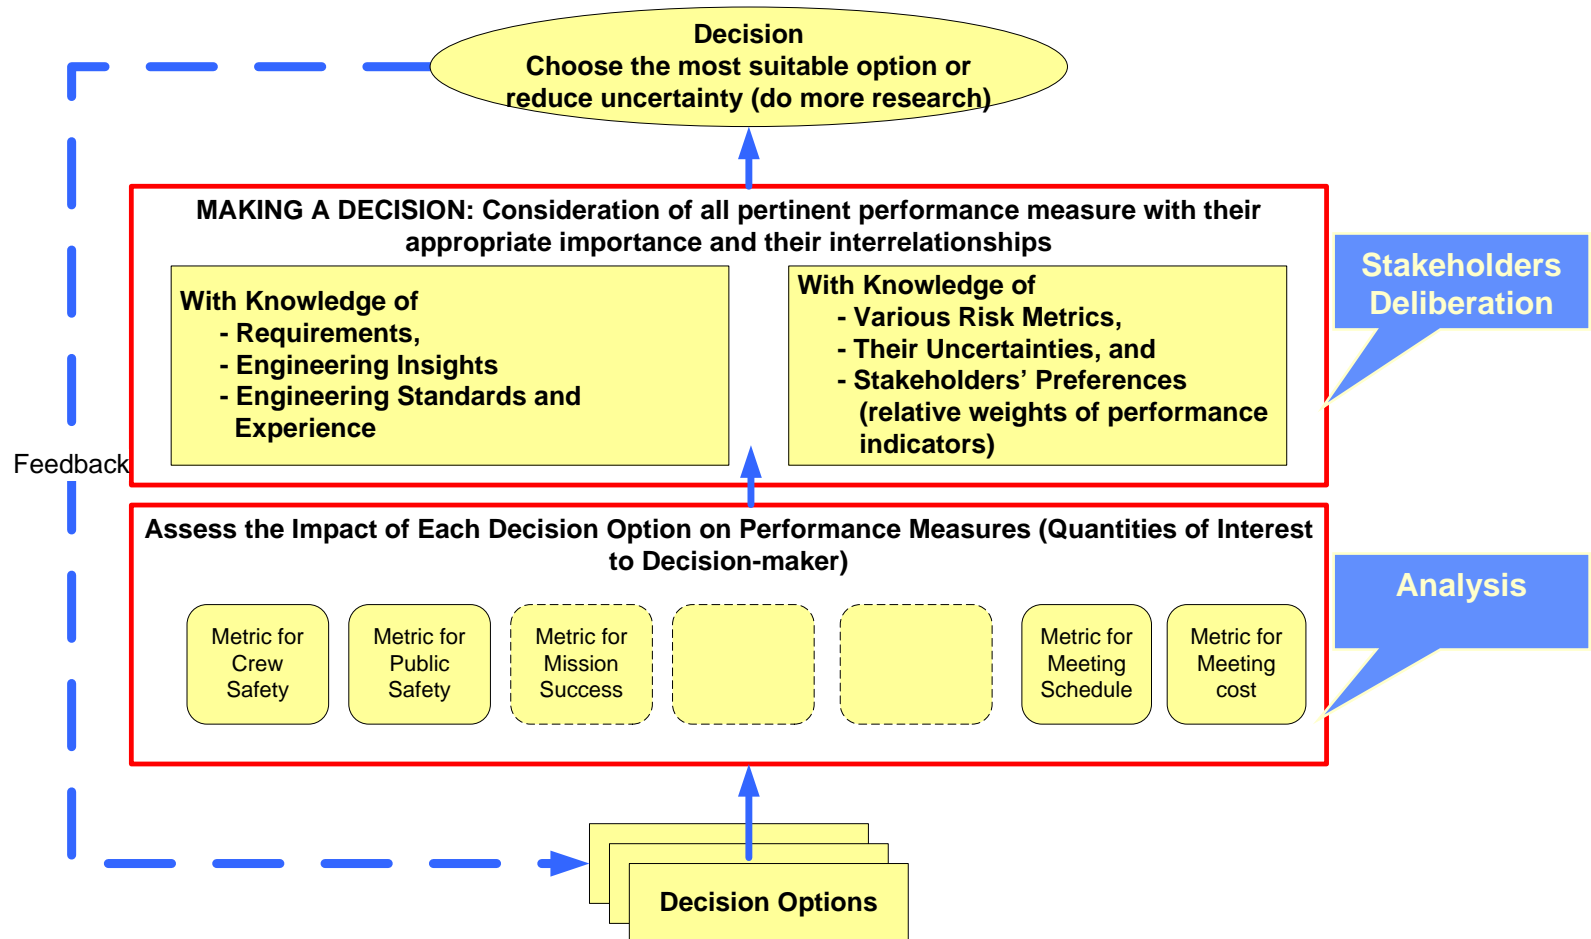 Decision
Choose the most suitable option or
reduce uncertainty (do more research)
MAKING A DECISION: Consideration of all pertinent performance measure with their
appropriate importance and their interrelationships
With Knowledge of
- Requirements,
- Engineering Insights
- Engineering Standards and
Experience
With Knowledge of
- Various Risk Metrics,
- Their Uncertainties, and
- Stakeholders’ Preferences
(relative weights of performance
indicators)
Stakeholders
Deliberation
Feedback
Assess the Impact of Each Decision Option on Performance Measures (Quantities of Interest
to Decision-maker)
Metric for
Crew
Safety
Metric for
Public
Safety
Metric for
Mission
Success
Metric for
Meeting
Schedule
Metric for
Meeting
cost
Analysis
Decision Options